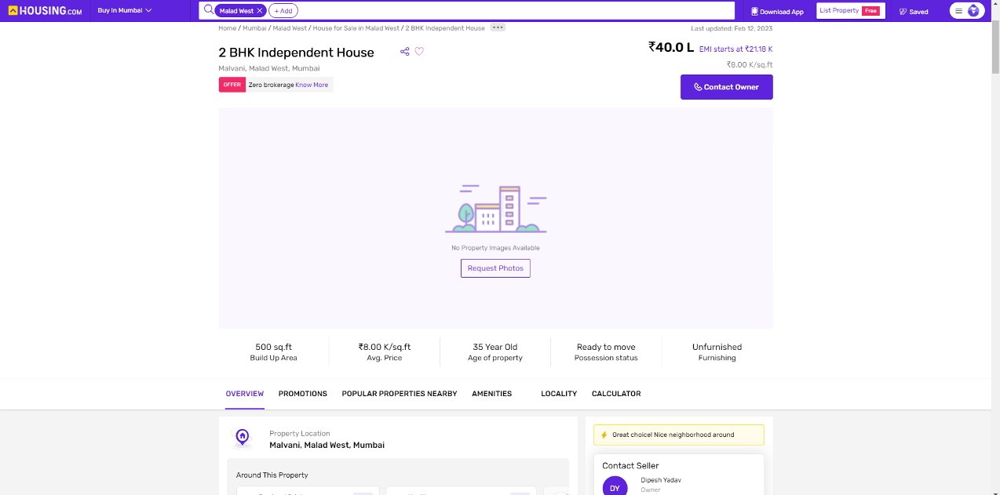 HOUSING.COM
Buy in Mumbai
Malad West
+ Add
Download App
List Property Free
Saved
Home / Mumbai / Malad West / House for Sale in Malad West / 2 BHK Independent House
Last updated: Feb 12, 2023
2 BHK Independent House
₹40.0 L EMI starts at ₹21.18 K
Malvani, Malad West, Mumbai
₹8.00 K/sq.ft
OFFER Zero brokerage Know More
Contact Owner
No Property Images Available
Request Photos
500 sq.ft
Build Up Area
₹8.00 K/sq.ft
Avg. Price
35 Year Old
Age of property
Ready to move
Possession status
Unfurnished
Furnishing
OVERVIEW PROMOTIONS POPULAR PROPERTIES NEARBY AMENITIES LOCALITY CALCULATOR
Property Location
Malvani, Malad West, Mumbai
Around This Property
Great choice! Nice neighborhood around
Contact Seller
DY
Dipesh Yadav
Owner